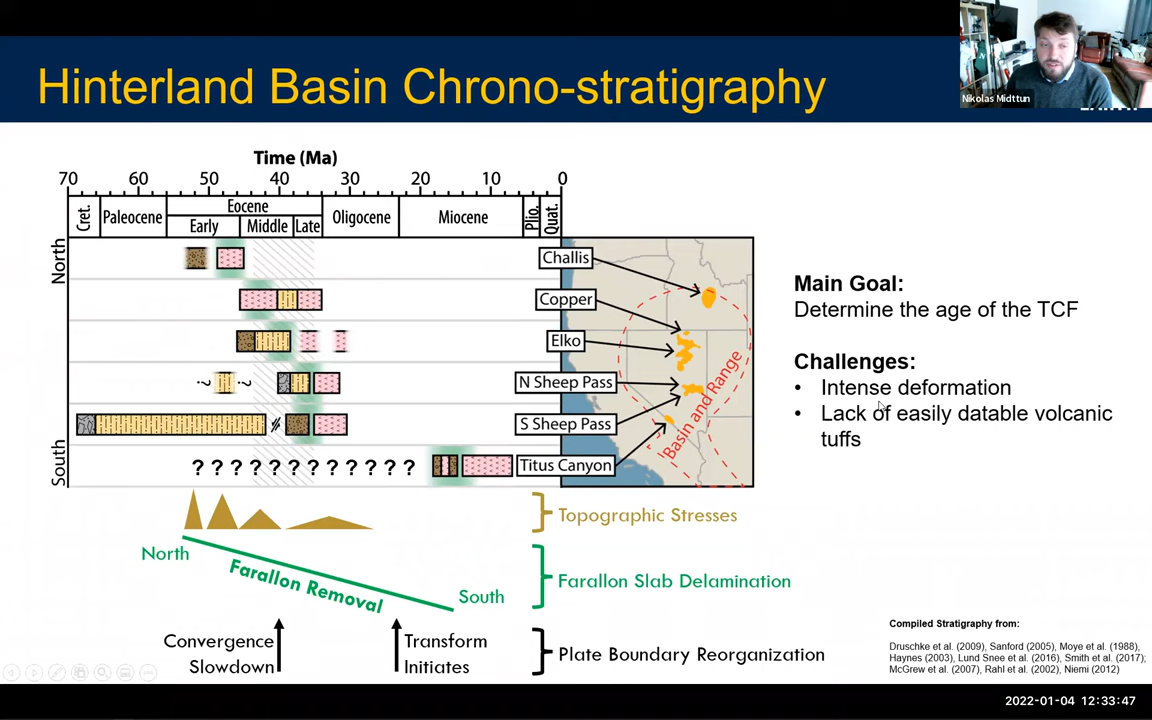 Hinterland Basin Chrono-stratigraphy
Nikolas Midttun
Time (Ma)
70 60 50 40 30 20 10 0
Cret. Paleocene Eocene Oligocene Miocene Plio. Quat.
Early Middle Late
North
Challis
Copper
Elko
? ? N Sheep Pass
S Sheep Pass
South
? ? ? ? ? ? ? ? ? ? ? ? Titus Canyon
Basin and Range
Main Goal:
Determine the age of the TCF
Challenges:
• Intense deformation
• Lack of easily datable volcanic
tuffs
Topographic Stresses
North
Farallon Removal
South
Farallon Slab Delamination
Convergence
Slowdown
Transform
Initiates
Plate Boundary Reorganization
Compiled Stratigraphy from:
Druschke et al. (2009), Sanford (2005), Moye et al. (1988),
Haynes (2003), Lund Snee et al. (2016), Smith et al. (2017);
McGrew et al. (2007), Rahl et al. (2002), Niemi (2012)
2022-01-04 12:33:47